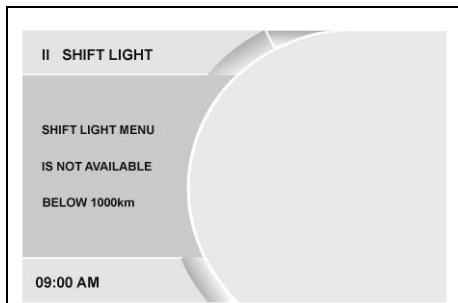 II SHIFT LIGHT
SHIFT LIGHT MENU
IS NOT AVAILABLE
BELOW 1000km
09:00 AM